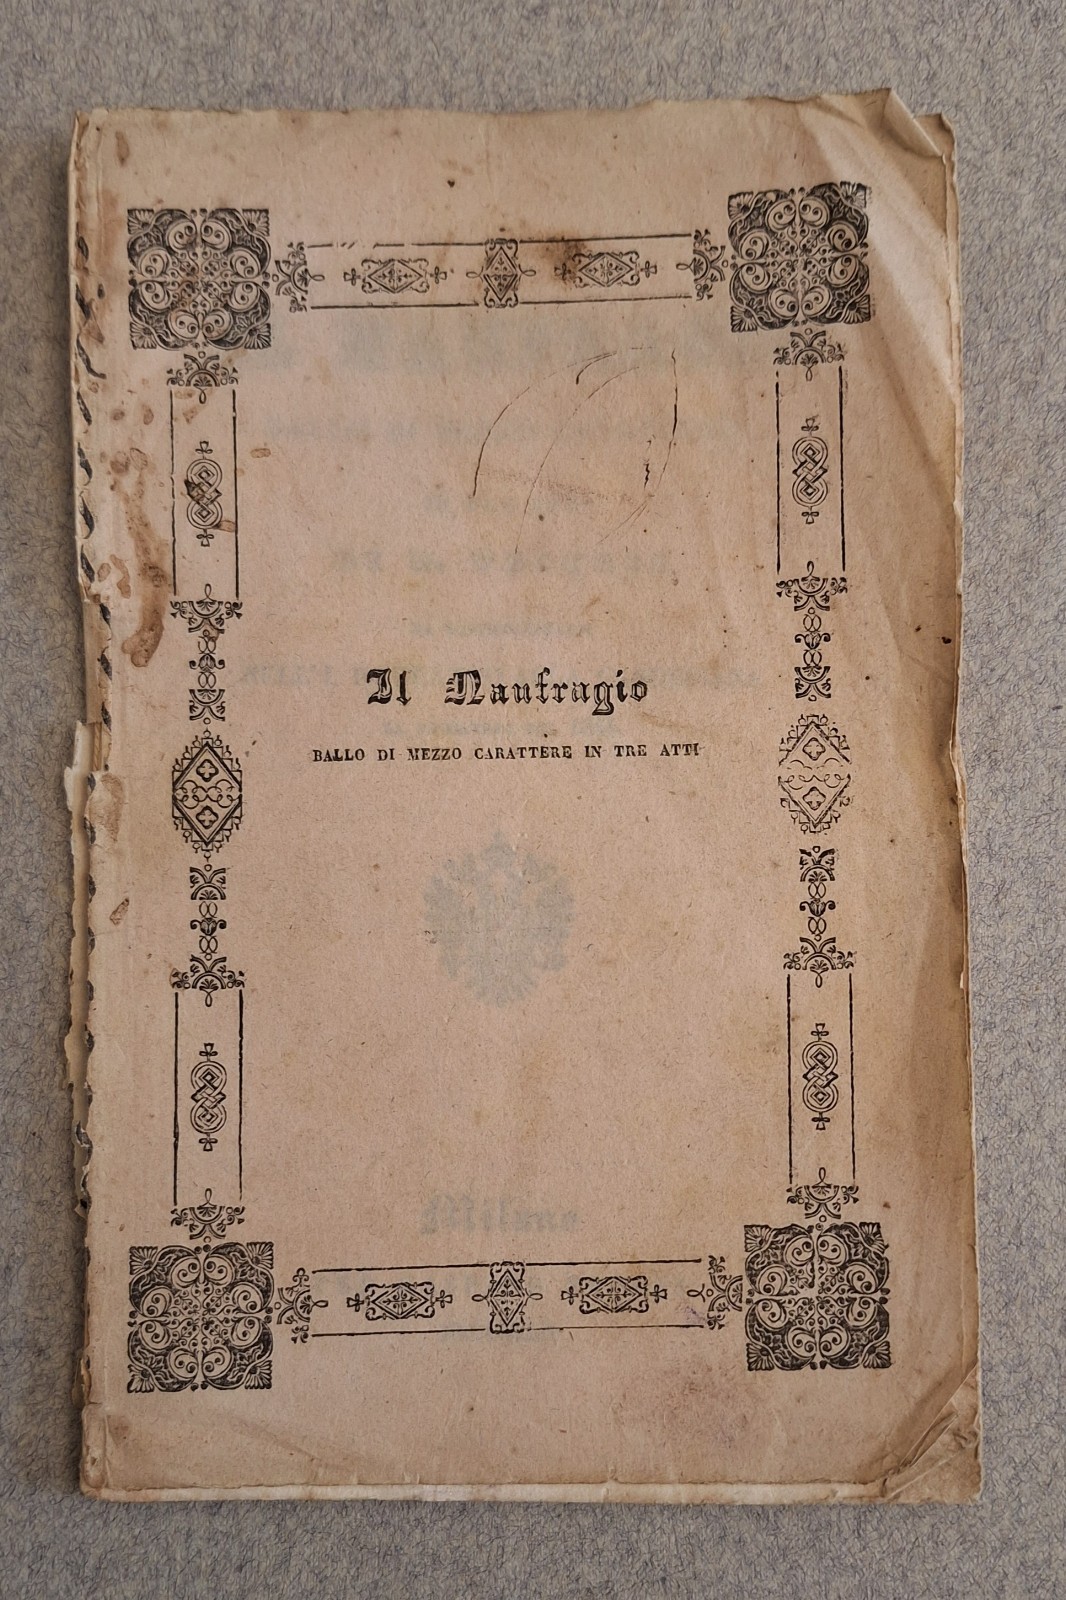 Il Naufragio
BALLO DI MEZZO CARATTERE IN TRE ATTI